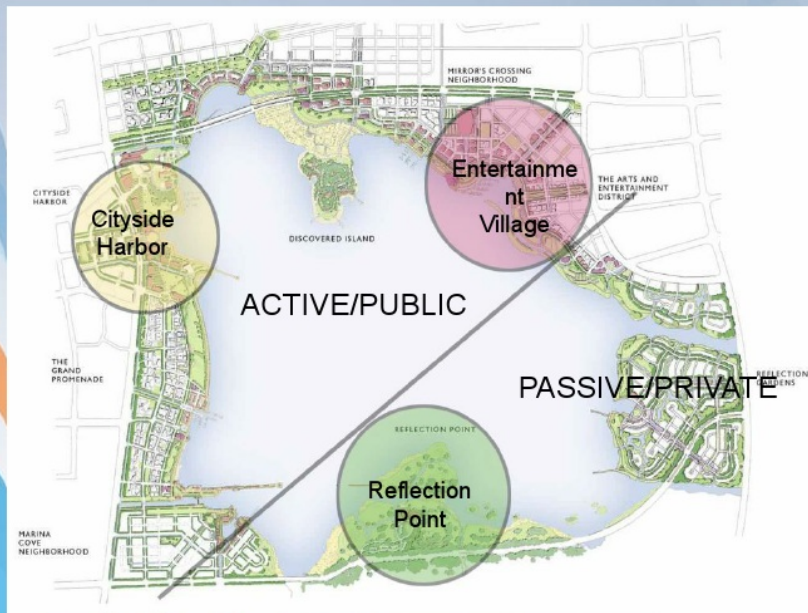 MIRROR'S CROSSING
NEIGHBORHOOD
Entertainme
nt
Village
THE ARTS AND
ENTERTAINMENT
DISTRICT
CITYSIDE
HARBOR
Cityside
Harbor
DISCOVERED ISLAND
ACTIVE/PUBLIC
THE
GRAND
PROMENADE
PASSIVE/PRIVATE
REFLECTION
GARDENS
REFLECTION POINT
Reflection
Point
MARINA
COVE
NEIGHBORHOOD